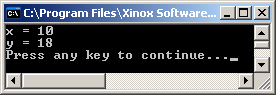 C:\Program Files\Xinox Software...
x = 10
y = 18
Press any key to continue..._